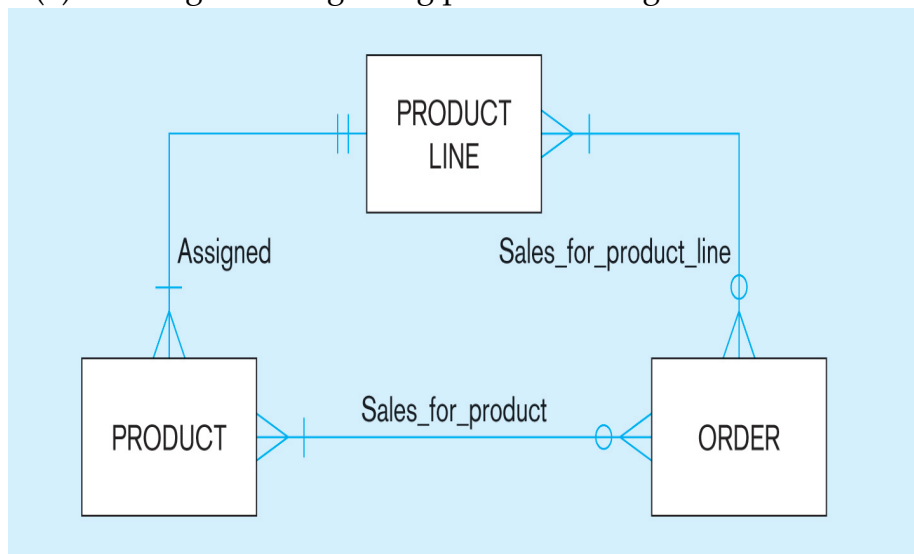 PRODUCT
LINE
Assigned
Sales_for_product_line
PRODUCT
Sales_for_product
ORDER